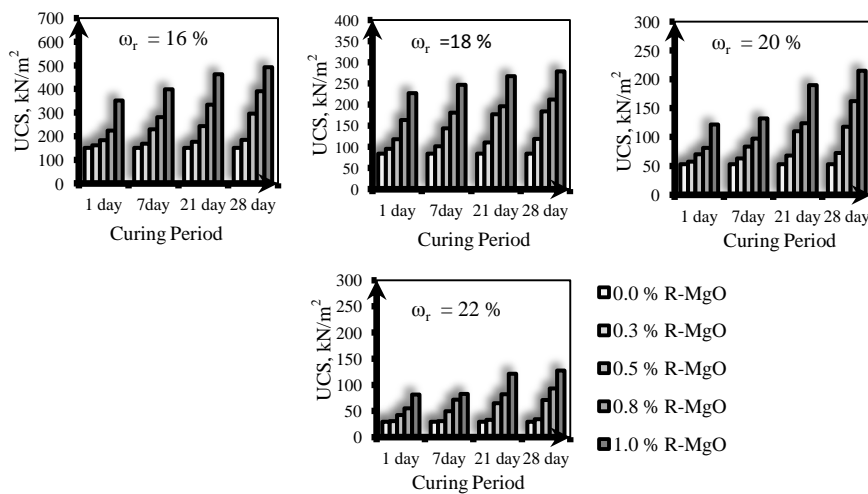 700
600
500
400
300
200
100
0
UCS, kN/m²
ωr = 16 %
1 day 7day 21 day 28 day
Curing Period
400
350
300
250
200
150
100
50
0
UCS, kN/m²
ωr =18 %
1 day 7day 21 day 28 day
Curing Period
300
250
200
150
100
50
0
UCS, kN/m²
ωr = 20 %
1 day 7day 21 day 28 day
Curing Period
300
250
200
150
100
50
0
UCS, kN/m²
ωr = 22 %
1 day 7day 21 day 28 day
Curing Period
0.0 % R-MgO
0.3 % R-MgO
0.5 % R-MgO
0.8 % R-MgO
1.0 % R-MgO